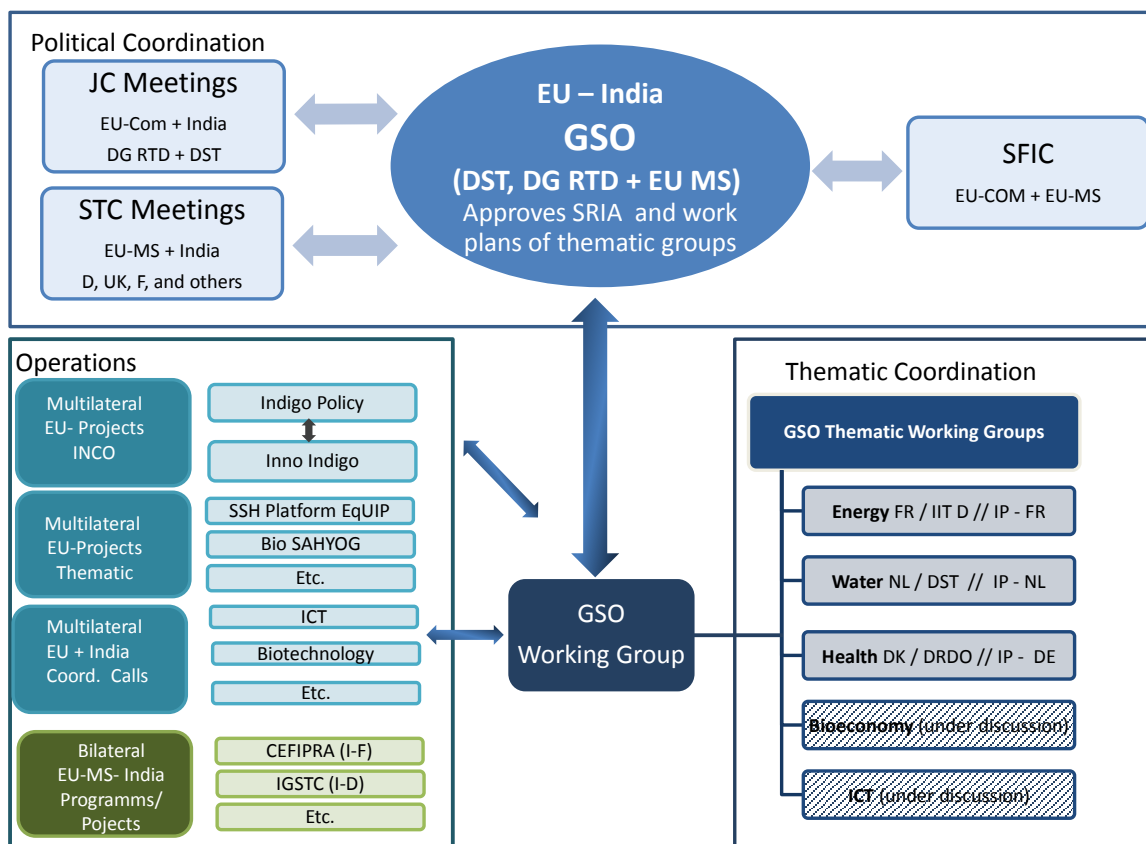 Political Coordination
JC Meetings
EU-Com + India
DG RTD + DST
STC Meetings
EU-MS + India
D, UK, F, and others
EU – India
GSO
(DST, DG RTD + EU MS)
Approves SRIA and work
plans of thematic groups
SFIC
EU-COM + EU-MS
Operations
Multilateral
EU- Projects
INCO
Indigo Policy
Inno Indigo
Multilateral
EU-Projects
Thematic
SSH Platform EqUIP
Bio SAHYOG
Etc.
Multilateral
EU + India
Coord. Calls
ICT
Biotechnology
Etc.
Bilateral
EU-MS- India
Programms/
Pojects
CEFIPRA (I-F)
IGSTC (I-D)
Etc.
GSO
Working Group
Thematic Coordination
GSO Thematic Working Groups
Energy FR / IIT D // IP - FR
Water NL / DST // IP - NL
Health DK / DRDO // IP - DE
Bioeconomy (under discussion)
ICT (under discussion)